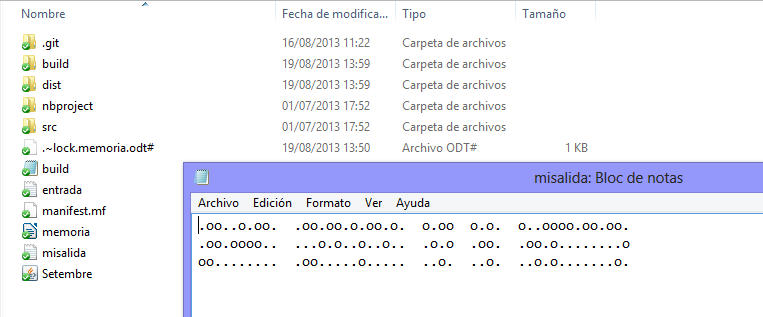 Nombre Fecha de modifica... Tipo Tamaño
.git 16/08/2013 11:22 Carpeta de archivos
build 19/08/2013 13:59 Carpeta de archivos
dist 19/08/2013 13:59 Carpeta de archivos
nbproject 01/07/2013 17:52 Carpeta de archivos
src 01/07/2013 17:52 Carpeta de archivos
.~lock.memoria.odt# 19/08/2013 13:50 Archivo ODT# 1 KB
build
entrada
manifest.mf
memoria
misalida
Setembre
misalida: Bloc de notas
Archivo Edición Formato Ver Ayuda
.oo..o.oo. .oo.oo.o.oo.o. o.oo o.o. o..oooo.oo.oo.
.oo.oooo.. ...o.o..o..o.. .o.o .oo. .oo.o........o
oo........ .oo.....o..... ..o. ..o. ..o.o.......o.